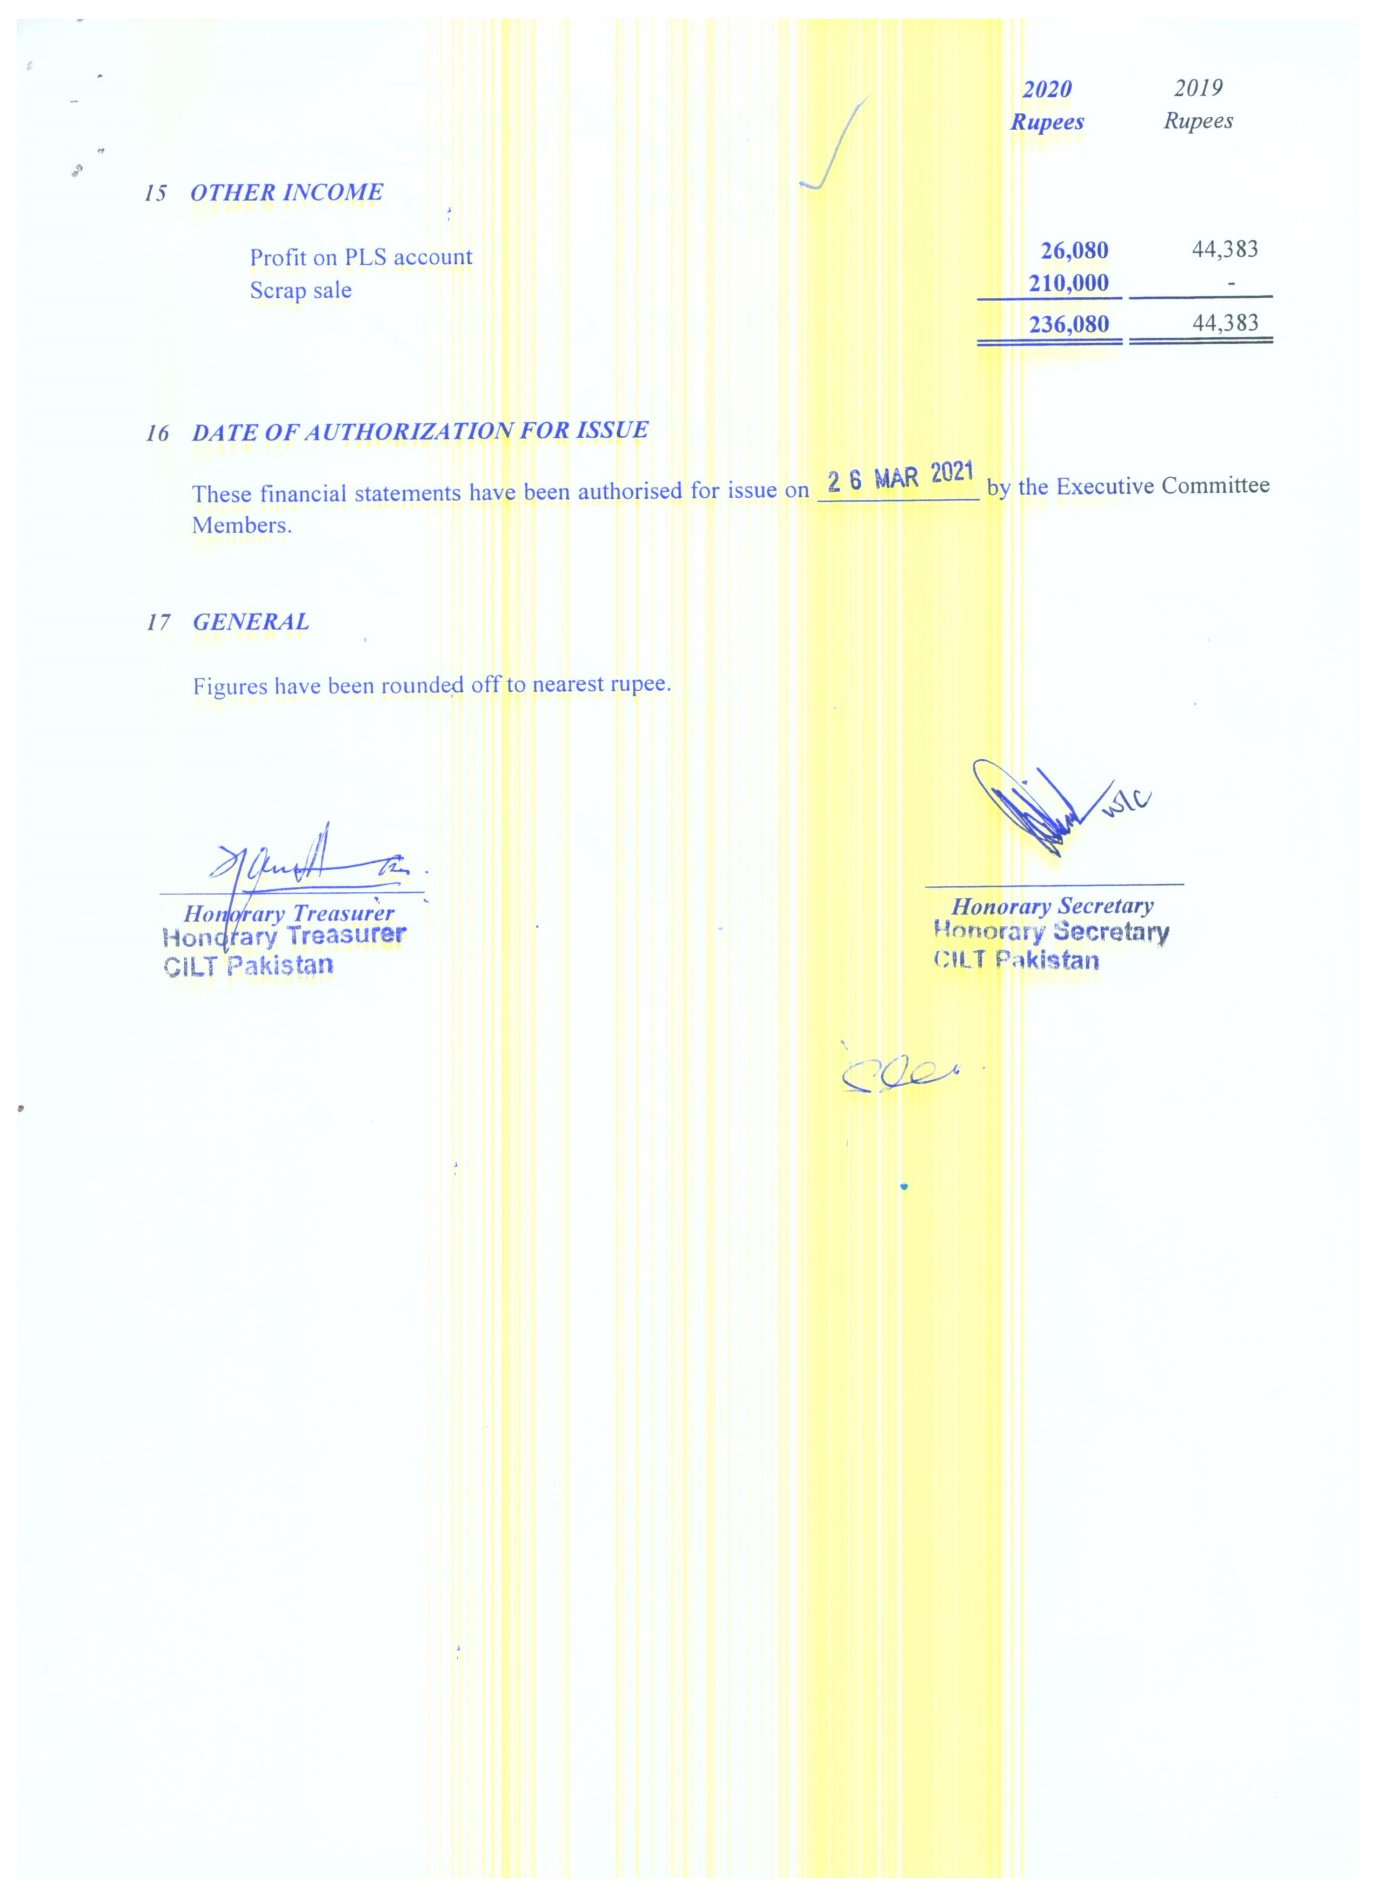 2020 2019
Rupees Rupees
15 OTHER INCOME
Profit on PLS account 26,080 44,383
Scrap sale 210,000 -
236,080 44,383
16 DATE OF AUTHORIZATION FOR ISSUE
These financial statements have been authorised for issue on 26 MAR 2021 by the Executive Committee
Members.
17 GENERAL
Figures have been rounded off to nearest rupee.
Honorary Treasurer Honorary Secretary
Honorary Treasurer Honorary Secretary
CILT Pakistan CILT Pakistan